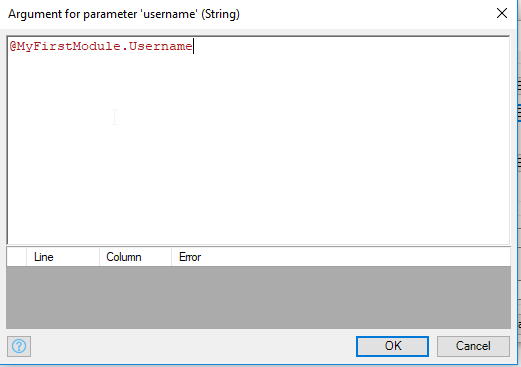 Argument for parameter 'username' (String)
@MyFirstModule.Username
Line Column Error
? OK Cancel